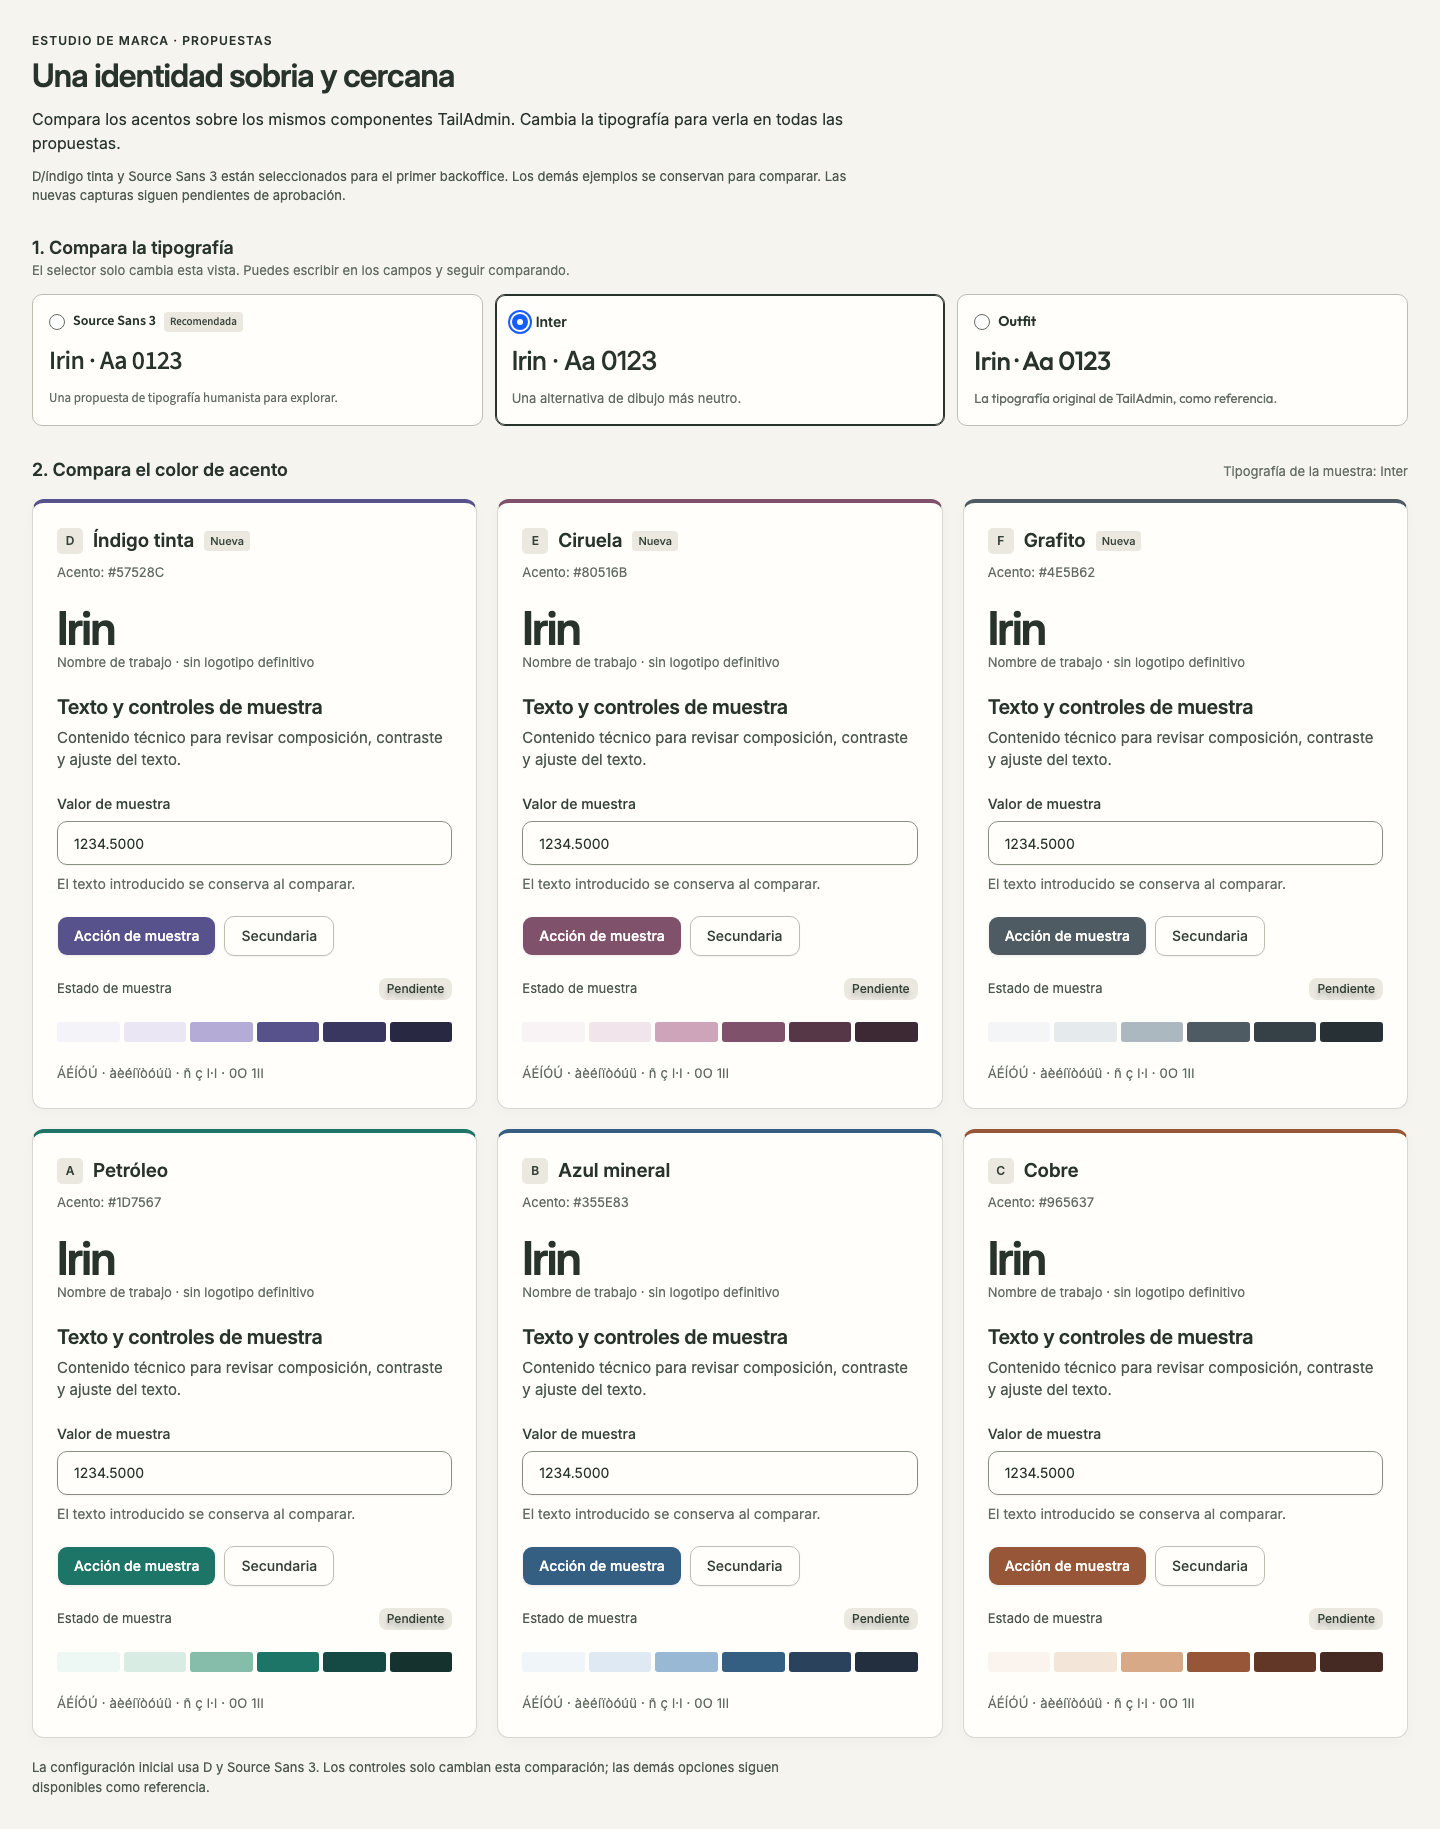 ESTUDIO DE MARCA · PROPUESTAS
Una identidad sobria y cercana
Compara los acentos sobre los mismos componentes TailAdmin. Cambia la tipografía para verla en todas las
propuestas.
D/índigo tinta y Source Sans 3 están seleccionados para el primer backoffice. Los demás ejemplos se conservan para comparar. Las
nuevas capturas siguen pendientes de aprobación.
1. Compara la tipografía
El selector solo cambia esta vista. Puedes escribir en los campos y seguir comparando.
Source Sans 3 Recomendada
Irin · Aa 0123
Una propuesta de tipografía humanista para explorar.
Inter
Irin · Aa 0123
Una alternativa de dibujo más neutro.
Outfit
Irin · Aa 0123
La tipografía original de TailAdmin, como referencia.
2. Compara el color de acento
Tipografía de la muestra: Inter
D Índigo tinta Nueva
Acento: #57528C
Irin
Nombre de trabajo · sin logotipo definitivo
Texto y controles de muestra
Contenido técnico para revisar composición, contraste
y ajuste del texto.
Valor de muestra
1234.5000
El texto introducido se conserva al comparar.
Acción de muestra Secundaria
Estado de muestra Pendiente
ÁÉÍÓÚ · àèéíïòóúü · ñ ç l·l · 0O 1Il
E Ciruela Nueva
Acento: #80516B
Irin
Nombre de trabajo · sin logotipo definitivo
Texto y controles de muestra
Contenido técnico para revisar composición, contraste
y ajuste del texto.
Valor de muestra
1234.5000
El texto introducido se conserva al comparar.
Acción de muestra Secundaria
Estado de muestra Pendiente
ÁÉÍÓÚ · àèéíïòóúü · ñ ç l·l · 0O 1Il
F Grafito Nueva
Acento: #4E5B62
Irin
Nombre de trabajo · sin logotipo definitivo
Texto y controles de muestra
Contenido técnico para revisar composición, contraste
y ajuste del texto.
Valor de muestra
1234.5000
El texto introducido se conserva al comparar.
Acción de muestra Secundaria
Estado de muestra Pendiente
ÁÉÍÓÚ · àèéíïòóúü · ñ ç l·l · 0O 1Il
A Petróleo
Acento: #1D7567
Irin
Nombre de trabajo · sin logotipo definitivo
Texto y controles de muestra
Contenido técnico para revisar composición, contraste
y ajuste del texto.
Valor de muestra
1234.5000
El texto introducido se conserva al comparar.
Acción de muestra Secundaria
Estado de muestra Pendiente
ÁÉÍÓÚ · àèéíïòóúü · ñ ç l·l · 0O 1Il
B Azul mineral
Acento: #355E83
Irin
Nombre de trabajo · sin logotipo definitivo
Texto y controles de muestra
Contenido técnico para revisar composición, contraste
y ajuste del texto.
Valor de muestra
1234.5000
El texto introducido se conserva al comparar.
Acción de muestra Secundaria
Estado de muestra Pendiente
ÁÉÍÓÚ · àèéíïòóúü · ñ ç l·l · 0O 1Il
C Cobre
Acento: #965637
Irin
Nombre de trabajo · sin logotipo definitivo
Texto y controles de muestra
Contenido técnico para revisar composición, contraste
y ajuste del texto.
Valor de muestra
1234.5000
El texto introducido se conserva al comparar.
Acción de muestra Secundaria
Estado de muestra Pendiente
ÁÉÍÓÚ · àèéíïòóúü · ñ ç l·l · 0O 1Il
La configuración inicial usa D y Source Sans 3. Los controles solo cambian esta comparación; las demás opciones siguen
disponibles como referencia.